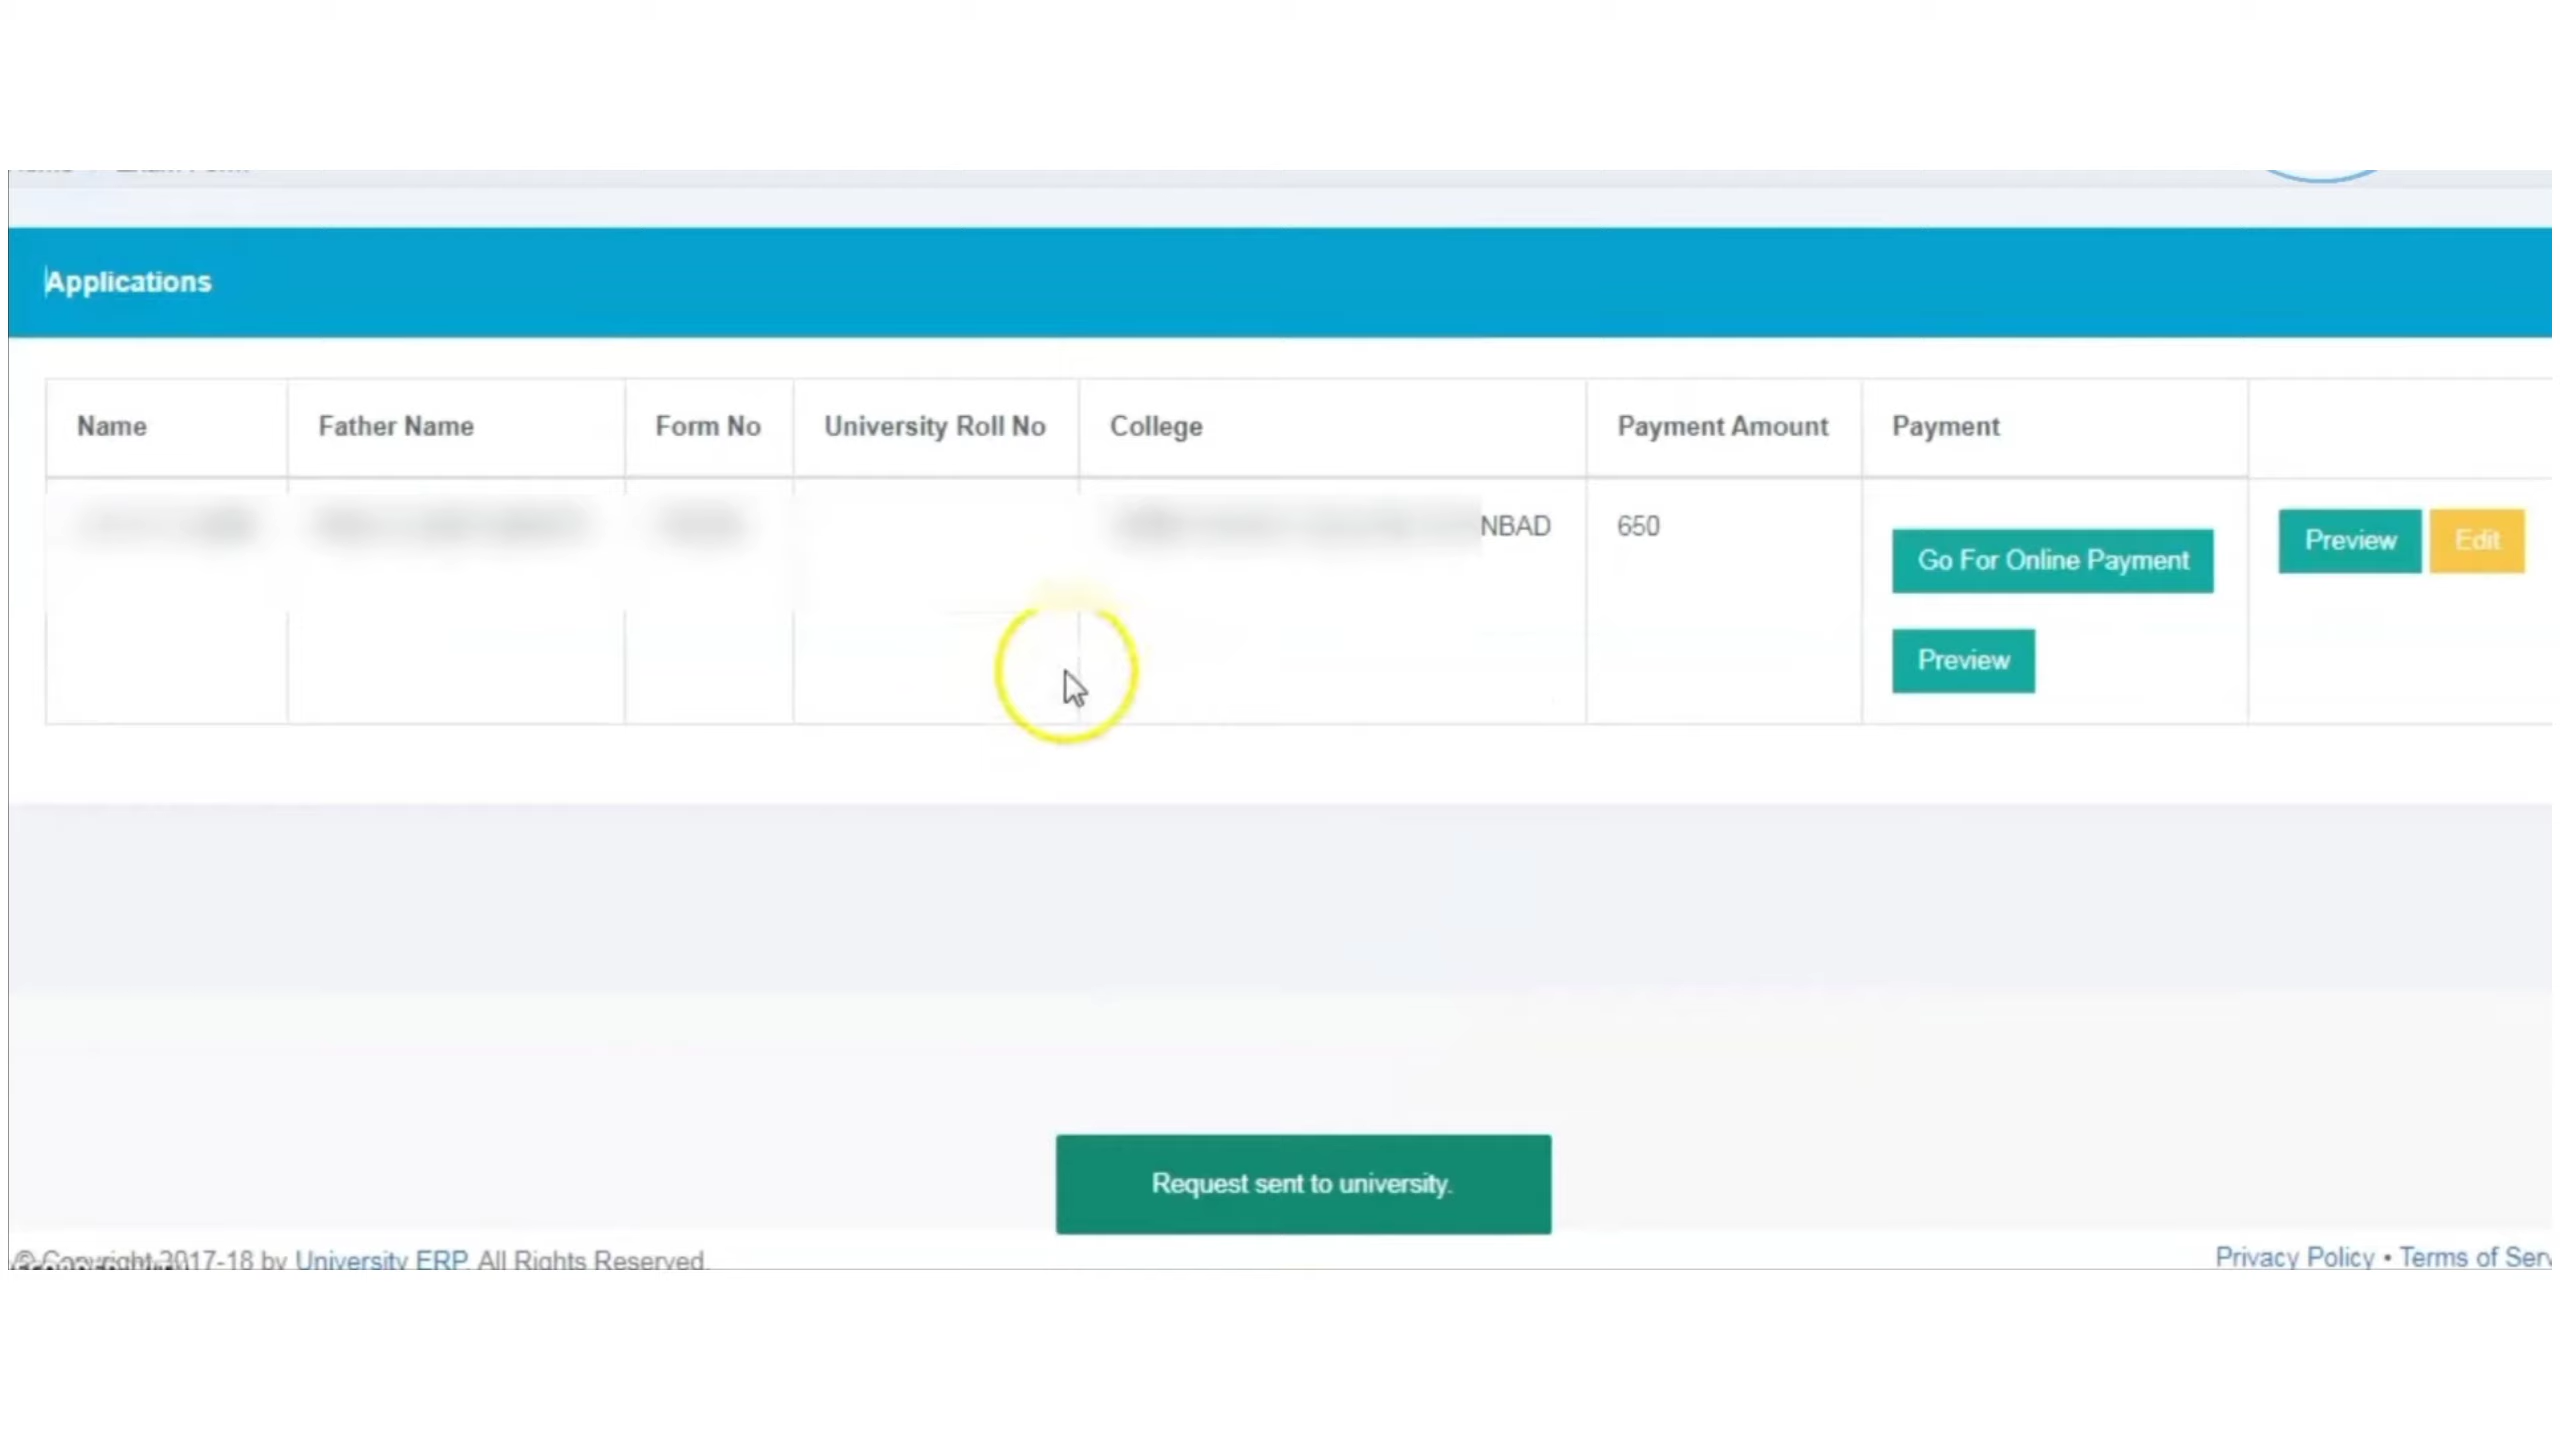 Applications
Name Father Name Form No University Roll No College Payment Amount Payment
NBAD 650 Go For Online Payment Preview Edit
Preview
Request sent to university.
© Copyright 2017-18 by University ERP. All Rights Reserved. Privacy Policy • Terms of Serv